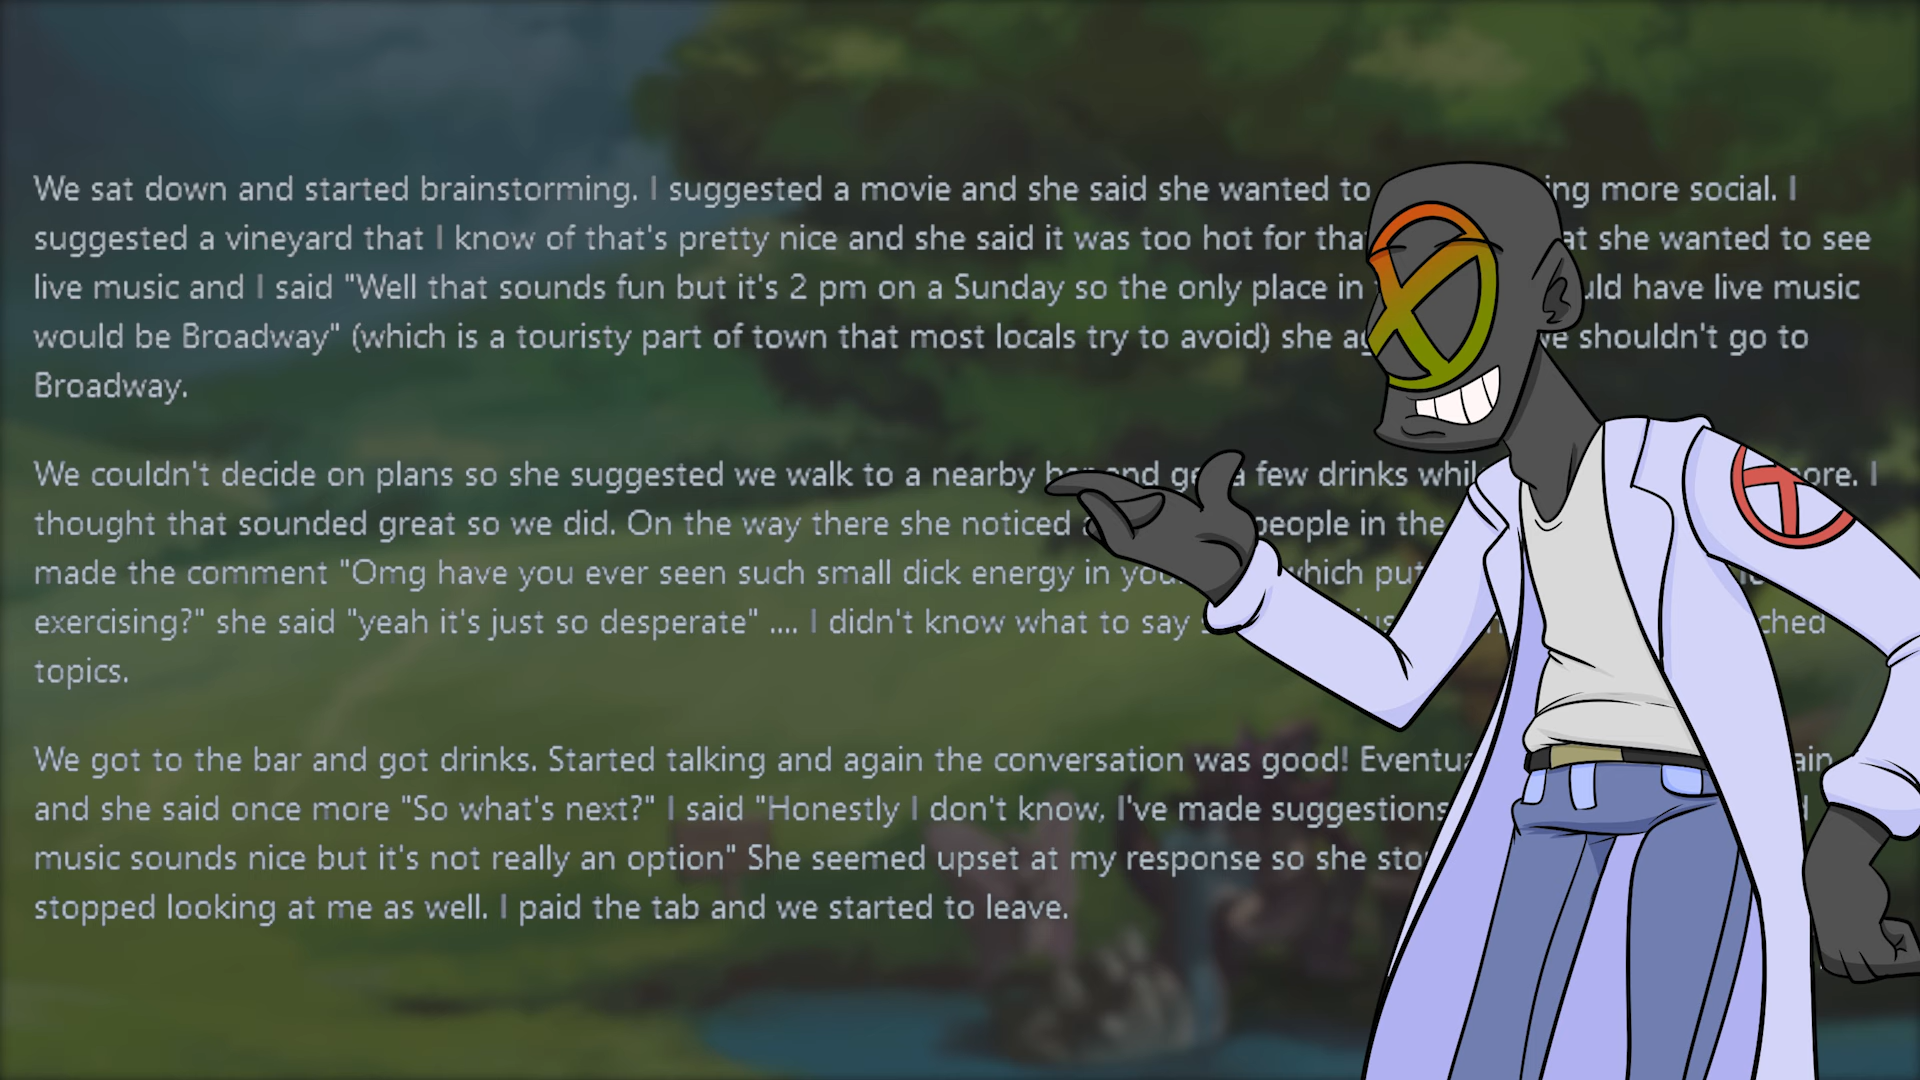 We sat down and started brainstorming. I suggested a movie and she said she wanted to ing more social. I
suggested a vineyard that I know of that's pretty nice and she said it was too hot for tha at she wanted to see
live music and I said "Well that sounds fun but it's 2 pm on a Sunday so the only place in uld have live music
would be Broadway" (which is a touristy part of town that most locals try to avoid) she ag e shouldn't go to
Broadway.
We couldn't decide on plans so she suggested we walk to a nearby bar and get a few drinks whil ore. I
thought that sounded great so we did. On the way there she noticed people in the
made the comment "Omg have you ever seen such small dick energy in your which put
exercising?" she said "yeah it's just so desperate" .... I didn't know what to say ched
topics.
We got to the bar and got drinks. Started talking and again the conversation was good! Eventua ain
and she said once more "So what's next?" I said "Honestly I don't know, I've made suggestions
music sounds nice but it's not really an option" She seemed upset at my response so she sto
stopped looking at me as well. I paid the tab and we started to leave.